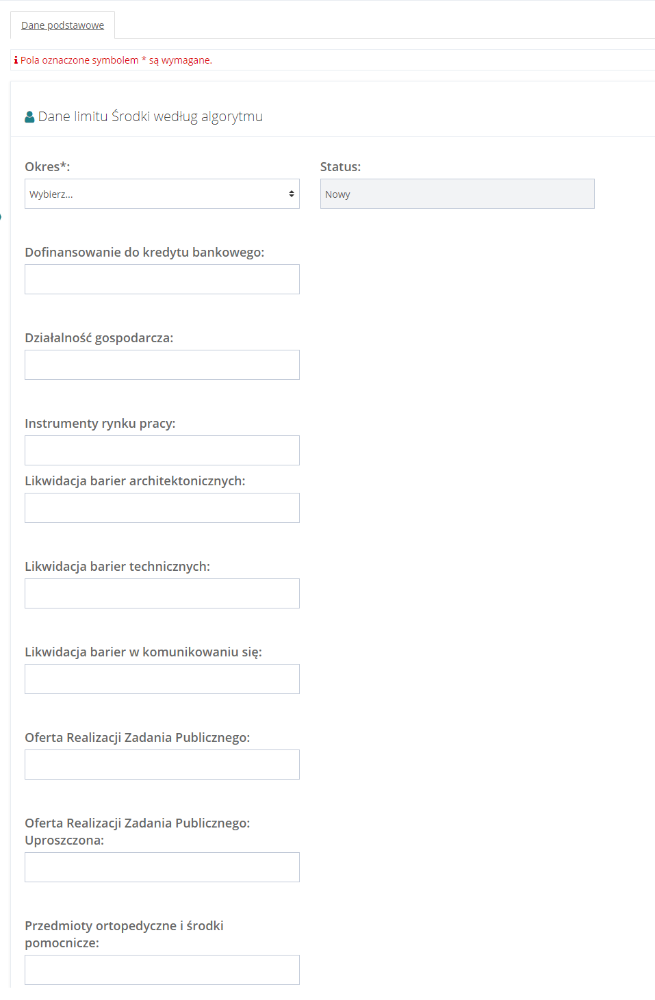 Dane podstawowe
Pola oznaczone symbolem * są wymagane.
Dane limitu Środki według algorytmu
Okres*:
Status:
Wybierz...
Nowy
Dofinansowanie do kredytu bankowego:
Działalność gospodarcza:
Instrumenty rynku pracy:
Likwidacja barier architektonicznych:
Likwidacja barier technicznych:
Likwidacja barier w komunikowaniu się:
Oferta Realizacji Zadania Publicznego:
Oferta Realizacji Zadania Publicznego:
Uproszczona:
Przedmioty ortopedyczne i środki
pomocnicze: